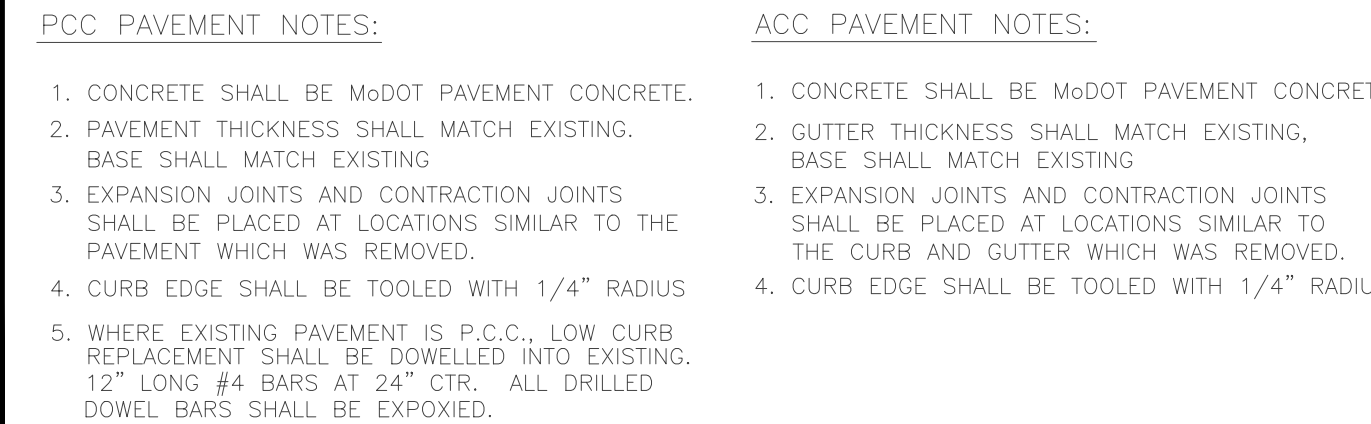 PCC PAVEMENT NOTES:
1. CONCRETE SHALL BE MoDOT PAVEMENT CONCRETE.
2. PAVEMENT THICKNESS SHALL MATCH EXISTING.
BASE SHALL MATCH EXISTING
3. EXPANSION JOINTS AND CONTRACTION JOINTS
SHALL BE PLACED AT LOCATIONS SIMILAR TO THE
PAVEMENT WHICH WAS REMOVED.
4. CURB EDGE SHALL BE TOOLED WITH 1/4" RADIUS
5. WHERE EXISTING PAVEMENT IS P.C.C., LOW CURB
REPLACEMENT SHALL BE DOWELLED INTO EXISTING.
12" LONG #4 BARS AT 24" CTR. ALL DRILLED
DOWEL BARS SHALL BE EXPOXIED.
ACC PAVEMENT NOTES:
1. CONCRETE SHALL BE MoDOT PAVEMENT CONCRET
2. GUTTER THICKNESS SHALL MATCH EXISTING,
BASE SHALL MATCH EXISTING
3. EXPANSION JOINTS AND CONTRACTION JOINTS
SHALL BE PLACED AT LOCATIONS SIMILAR TO
THE CURB AND GUTTER WHICH WAS REMOVED.
4. CURB EDGE SHALL BE TOOLED WITH 1/4" RADIU